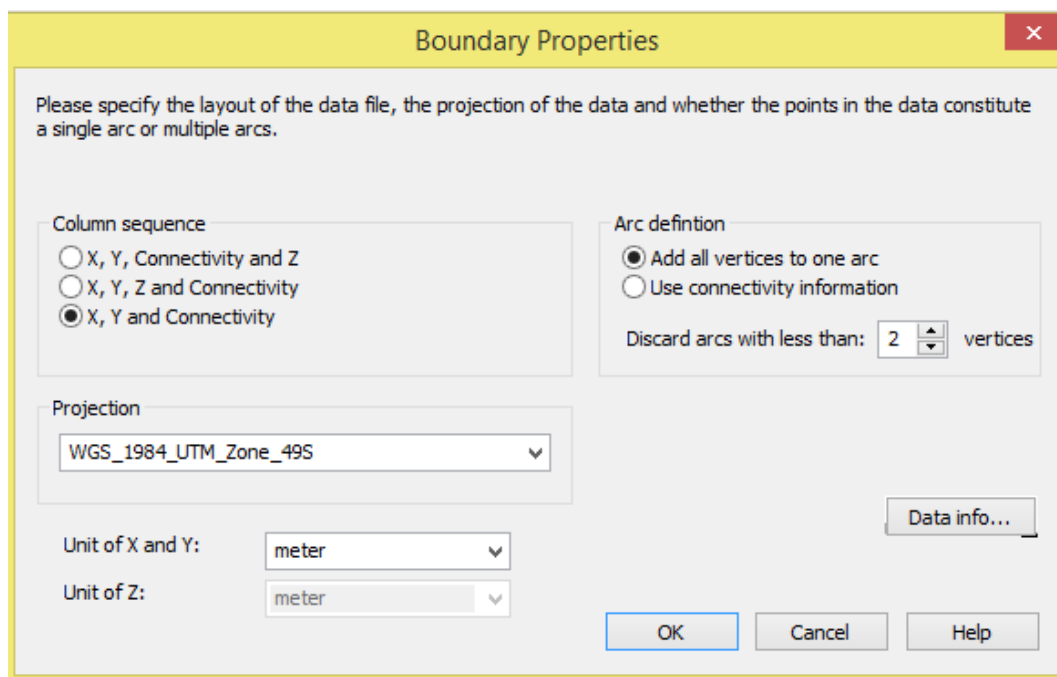 Boundary Properties
Please specify the layout of the data file, the projection of the data and whether the points in the data constitute
a single arc or multiple arcs.
Column sequence
X, Y, Connectivity and Z
X, Y, Z and Connectivity
X, Y and Connectivity
Arc defintion
Add all vertices to one arc
Use connectivity information
Discard arcs with less than: 2 vertices
Projection
WGS_1984_UTM_Zone_49S
Data info...
Unit of X and Y: meter
Unit of Z: meter
OK Cancel Help